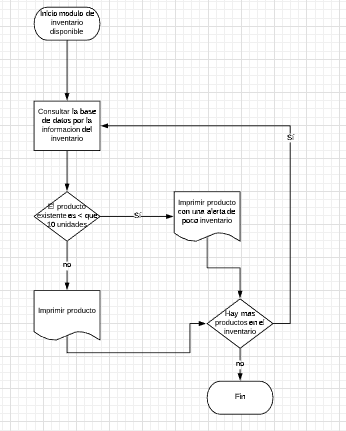 Inicio modulo de
inventario
disponible
Consultar la base
de datos por la
informacion del
inventario
SÍ
El producto
existente es < que
10 unidades
SÍ
Imprimir producto
con una alerta de
poco inventario
no
Imprimir producto
Hay mas
productos en el
inventario
no
Fin